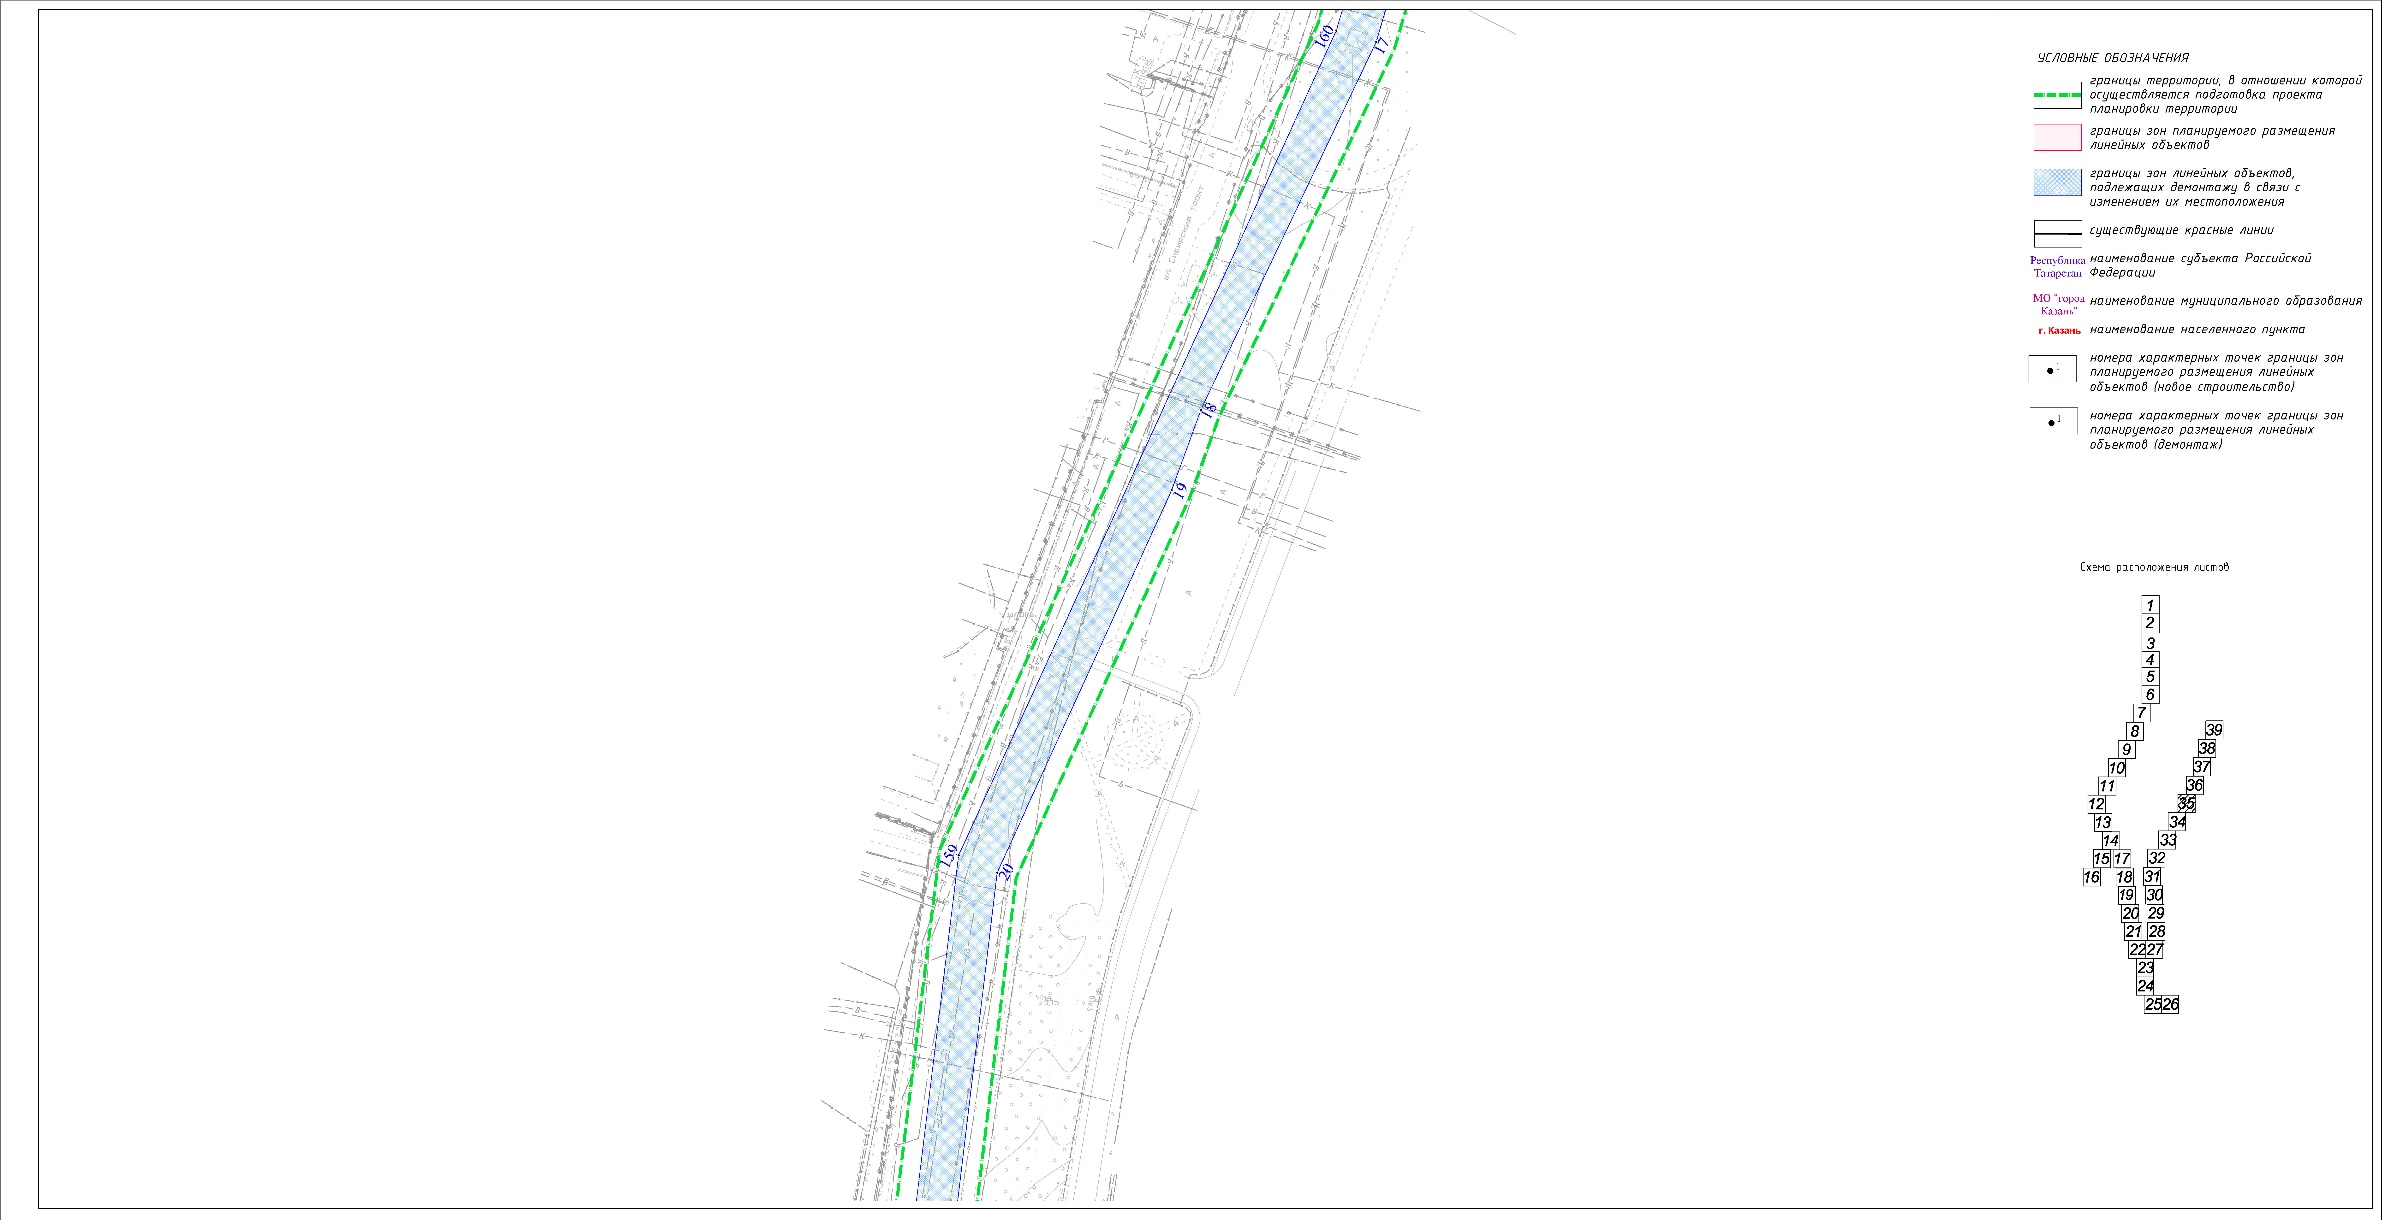 160
17
ул. Сибирский тракт
18
19
159
20
УСЛОВНЫЕ ОБОЗНАЧЕНИЯ
границы территории, в отношении которой
осуществляется подготовка проекта
планировки территории
границы зон планируемого размещения
линейных объектов
границы зон линейных объектов,
подлежащих демонтажу в связи с
изменением их местоположения
существующие красные линии
Республика
Татарстан
наименование субъекта Российской
Федерации
МО "город
Казань"
наименование муниципального образования
г. Казань
наименование населенного пункта
номера характерных точек границы зон
планируемого размещения линейных
объектов (новое строительство)
1
номера характерных точек границы зон
планируемого размещения линейных
объектов (демонтаж)
Схема расположения листов
1
2
3
4
5
6
7
8 39
9 38
10 37
11 36
12 35
13 34
14 33
15 17 32
16 18 31
19 30
20 29
21 28
22 27
23
24
25 26